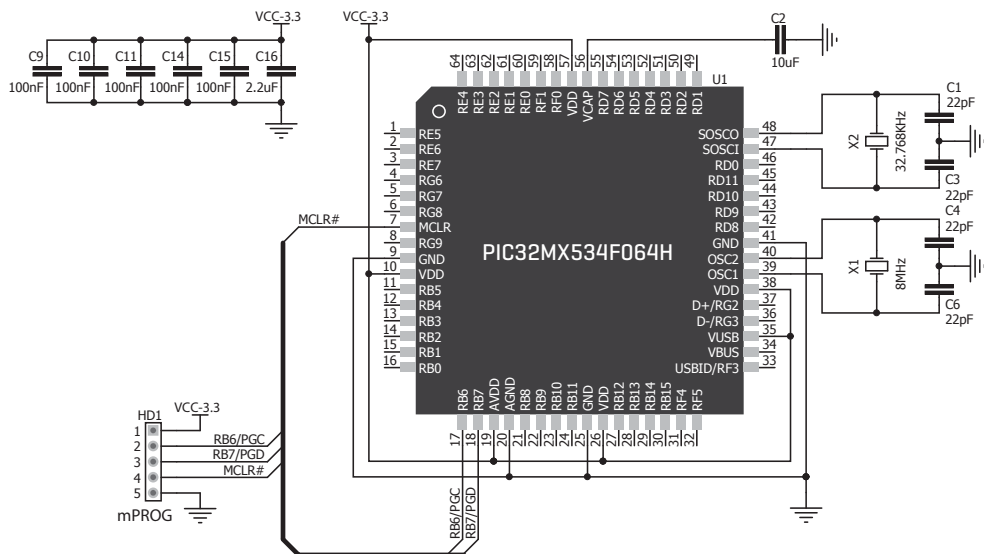 VCC-3.3
C9 C10 C11 C14 C15 C16
100nF 100nF 100nF 100nF 100nF 2.2uF
VCC-3.3
C2
10uF
U1
64 63 62 61 60 59 58 57 56 55 54 53 52 51 50 49
RE4 RE3 RE2 RE1 RE0 RF1 RF0 VDD VCAP RD7 RD6 RD5 RD4 RD3 RD2 RD1
1 RE5
2 RE6
3 RE7
4 RG6
5 RG7
6 RG8
MCLR#
7 MCLR
8 RG9
9 GND
10 VDD
11 RB5
12 RB4
13 RB3
14 RB2
15 RB1
16 RB0
PIC32MX534F064H
SOSCO 48
SOSCI 47
RD0 46
RD11 45
RD10 44
RD9 43
RD8 42
GND 41
OSC2 40
OSC1 39
VDD 38
D+/RG2 37
D-/RG3 36
VUSB 35
VBUS 34
USBID/RF3 33
C1
22pF
X2
32.768KHz
C3
22pF
C4
22pF
X1
8MHz
C6
22pF
RB6 RB7 AVDD AGND RB8 RB9 RB10 RB11 GND VDD RB12 RB13 RB14 RB15 RF4 RF5
17 18 19 20 21 22 23 24 25 26 27 28 29 30 31 32
RB6/PGC
RB7/PGD
HD1
VCC-3.3
1
2 RB6/PGC
3 RB7/PGD
4 MCLR#
5
mPROG